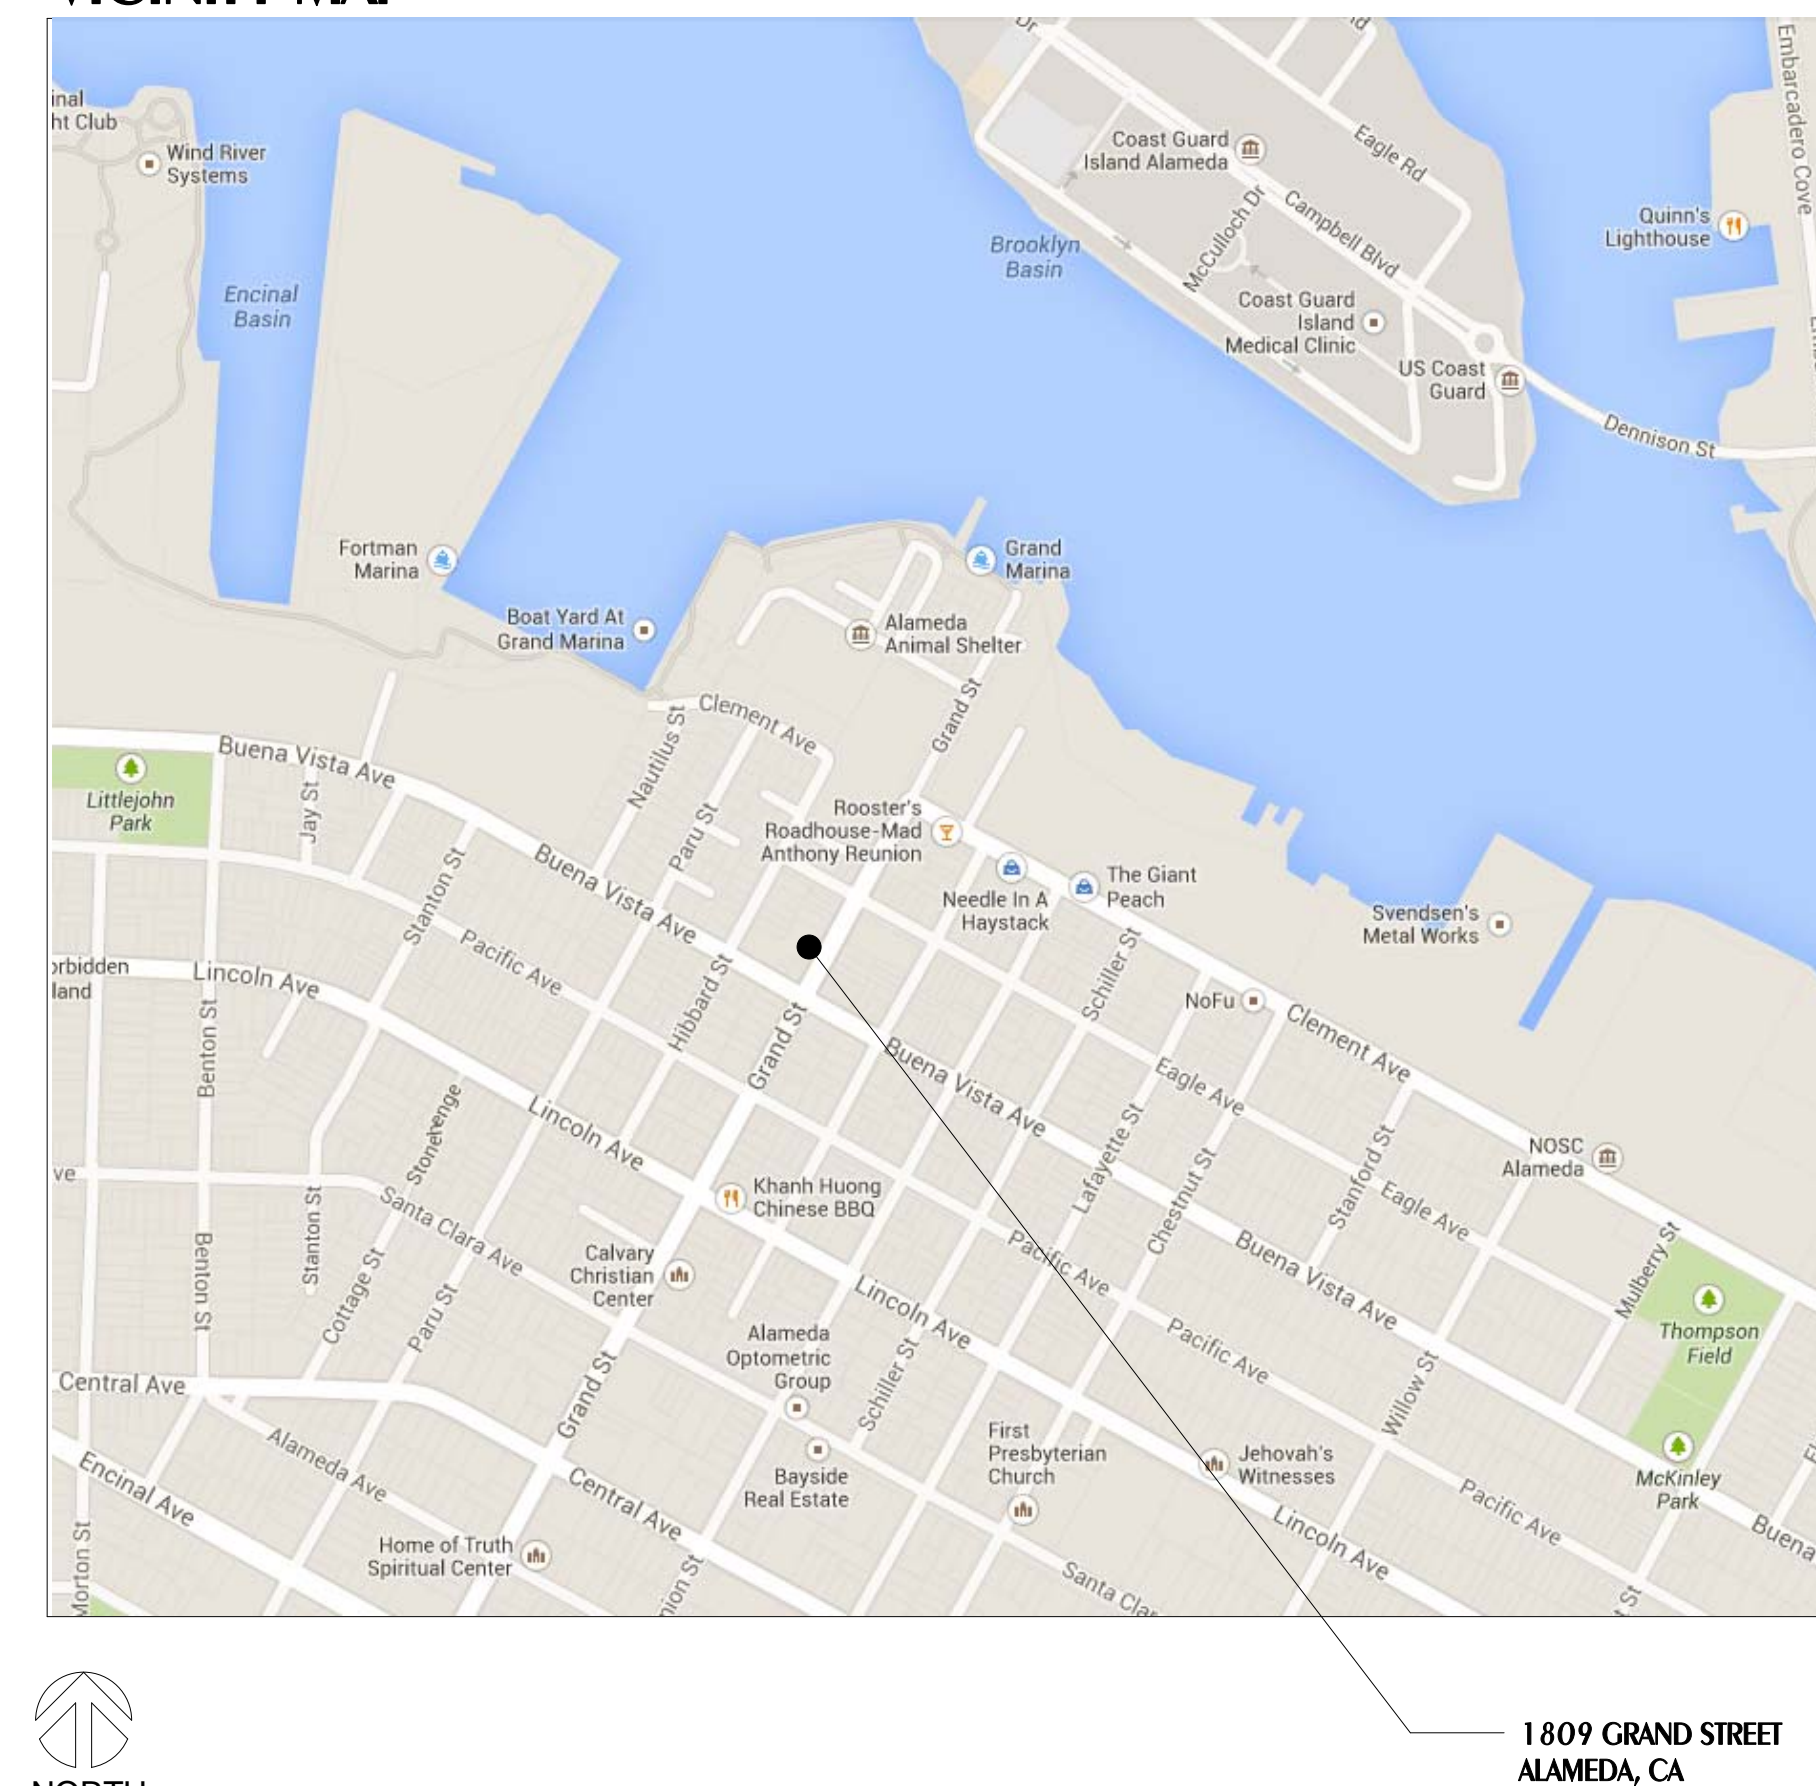 VICINITY MAP
Dr
Embarcadero Cove
inal
ht Club
Wind River
Systems
Coast Guard
Island Alameda
Eagle Rd
McCulloch Dr
Campbell Blvd
Quinn's
Lighthouse
Brooklyn
Basin
Encinal
Basin
Coast Guard
Island
Medical Clinic
US Coast
Guard
Dennison St
Fortman
Marina
Grand
Marina
Boat Yard At
Grand Marina
Alameda
Animal Shelter
Clement Ave
Nautilus St
Grand St
Buena Vista Ave
Littlejohn
Park
Jay St
Paru St
Rooster's
Roadhouse-Mad
Anthony Reunion
Buena Vista Ave
Stanton St
Needle In A
Haystack
The Giant
Peach
Svendsen's
Metal Works
Pacific Ave
orbidden
land
Lincoln Ave
Hibbard St
Schiller St
NoFu
Clement Ave
Benton St
Grand St
Buena Vista Ave
Eagle Ave
Stonehenge
Lincoln Ave
Lafayette St
Chestnut St
Stanford St
NOSC
Alameda
ve
Stanton St
Santa Clara Ave
Khanh Huong
Chinese BBQ
Eagle Ave
Mulberry St
Benton St
Cottage St
Paru St
Calvary
Christian
Center
Pacific Ave
Buena Vista Ave
Lincoln Ave
Thompson
Field
Alameda
Optometric
Group
Pacific Ave
Schiller St
Willow St
Central Ave
Grand St
Alameda Ave
First
Presbyterian
Church
Jehovah's
Witnesses
Encinal Ave
Central Ave
Bayside
Real Estate
McKinley
Park
Pacific Ave
Buena
Morton St
Home of Truth
Spiritual Center
nion St
Lincoln Ave
Santa Clar
St
NORTH
1809 GRAND STREET
ALAMEDA, CA